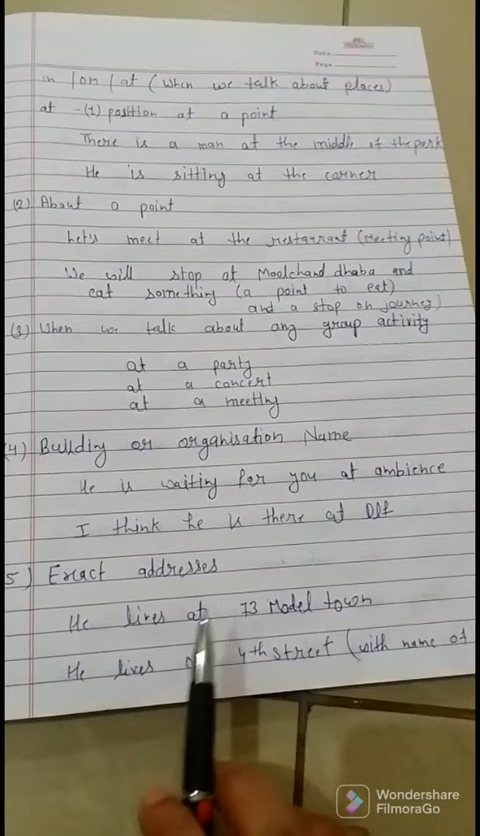 Date
Page
in / on / at (When we talk about places)
at - (1) position at a point
There is a man at the middle of the park
He is sitting at the corner
(2) About a point
Let's meet at the restarrant (Meeting point)
We will stop at Moolchand dhaba and
eat something (a point to eat)
and a stop on journey)
(3) When we talk about any group activity
at a party
at a concert
at a meeting
(4) Building or organisation Name
He is waiting for you at ambience
I think he is there at Dlf
5) Exact addresses
He lives at 73 Model town
He lives 4th street (with name of
Wondershare
FilmoraGo